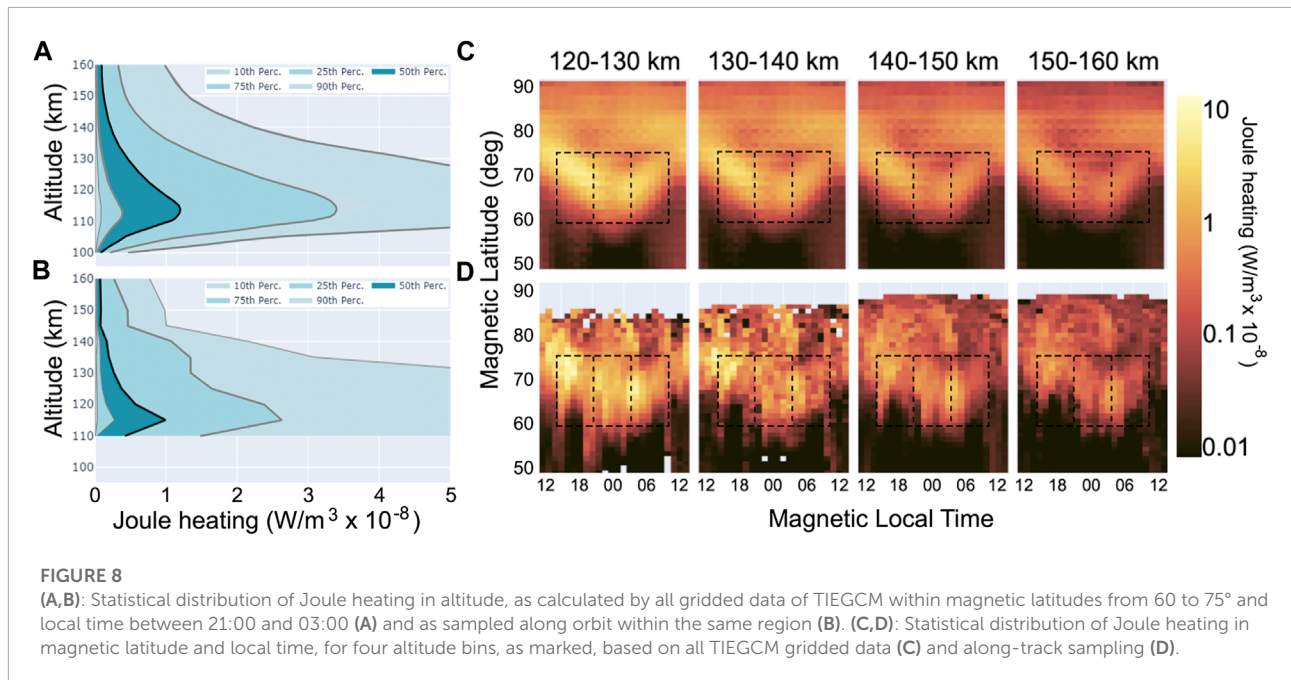 A
160
150
140
130
120
110
100
Altitude (km)
10th Perc. 25th Perc. 50th Perc.
75th Perc. 90th Perc.
B
160
150
140
130
120
110
100
Altitude (km)
10th Perc. 25th Perc. 50th Perc.
75th Perc. 90th Perc.
0 1 2 3 4 5
Joule heating (W/m³ x 10⁻⁸)
C
120-130 km 130-140 km 140-150 km 150-160 km
90
80
70
60
50
Magnetic Latitude (deg)
D
90
80
70
60
50
12 18 00 06 12 18 00 06 12 18 00 06 12 18 00 06 12
Magnetic Local Time
10
1
0.1
0.01
Joule heating (W/m³ x 10⁻⁸)
FIGURE 8
(A,B): Statistical distribution of Joule heating in altitude, as calculated by all gridded data of TIEGCM within magnetic latitudes from 60 to 75° and
local time between 21:00 and 03:00 (A) and as sampled along orbit within the same region (B). (C,D): Statistical distribution of Joule heating in
magnetic latitude and local time, for four altitude bins, as marked, based on all TIEGCM gridded data (C) and along-track sampling (D).